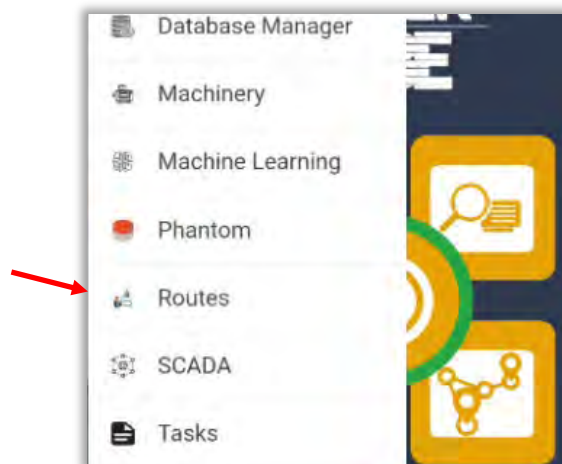 Database Manager
Machinery
Machine Learning
Phantom
Routes
SCADA
Tasks